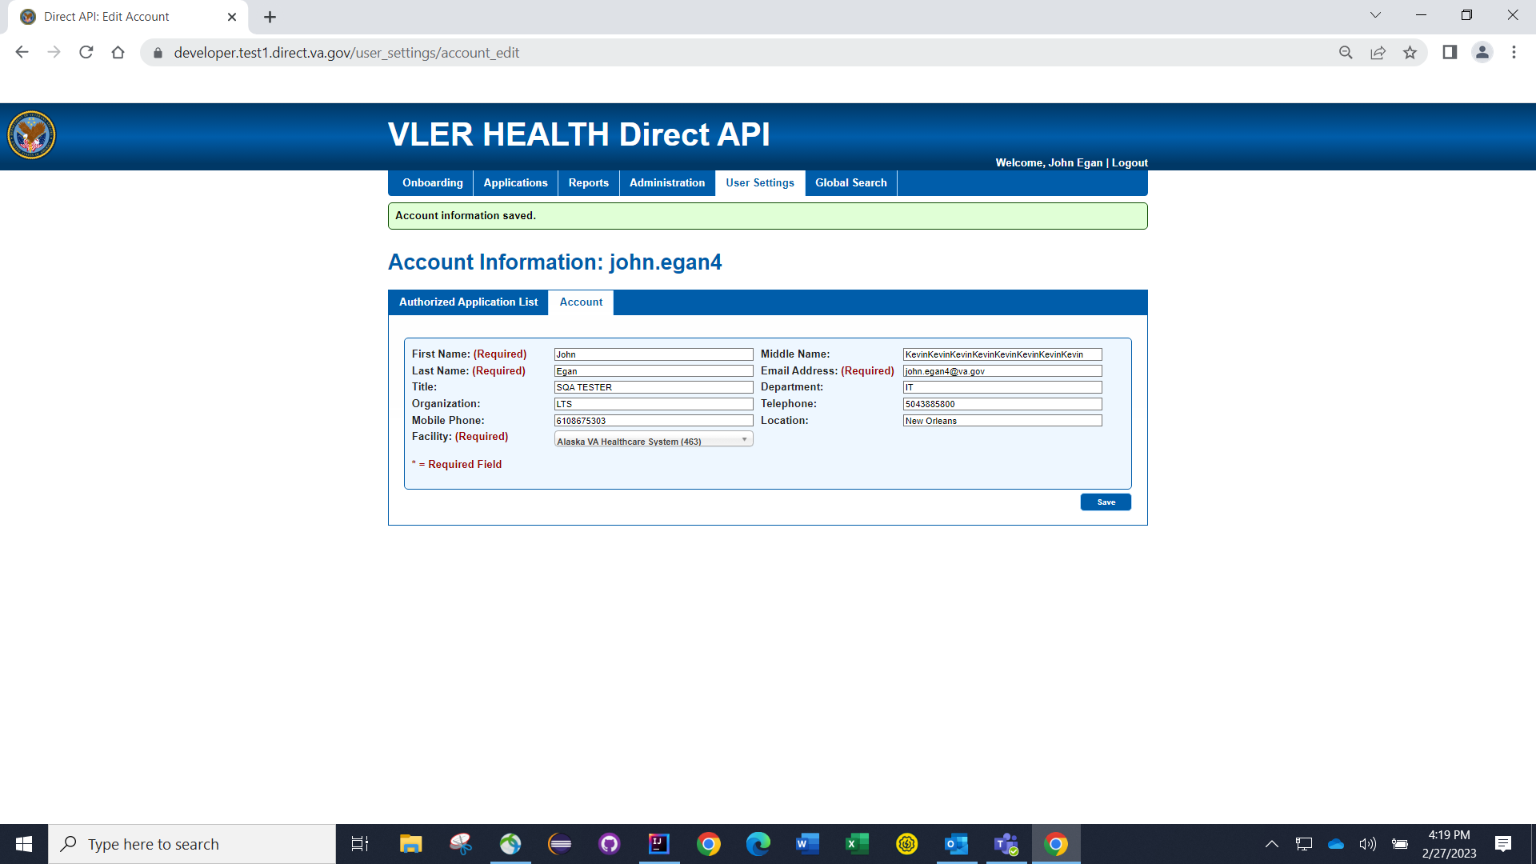 Direct API: Edit Account
developer.test1.direct.va.gov/user_settings/account_edit
VLER HEALTH Direct API
Welcome, John Egan | Logout
Onboarding Applications Reports Administration User Settings Global Search
Account information saved.
Account Information: john.egan4
Authorized Application List Account
First Name: (Required) John Middle Name: KevinKevinKevinKevinKevinKevinKevinKevin
Last Name: (Required) Egan Email Address: (Required) john.egan4@va.gov
Title: SQA TESTER Department: IT
Organization: LTS Telephone: 5043885800
Mobile Phone: 6108675303 Location: New Orleans
Facility: (Required) Alaska VA Healthcare System (463)
* = Required Field
Save
Type here to search
4:19 PM
2/27/2023